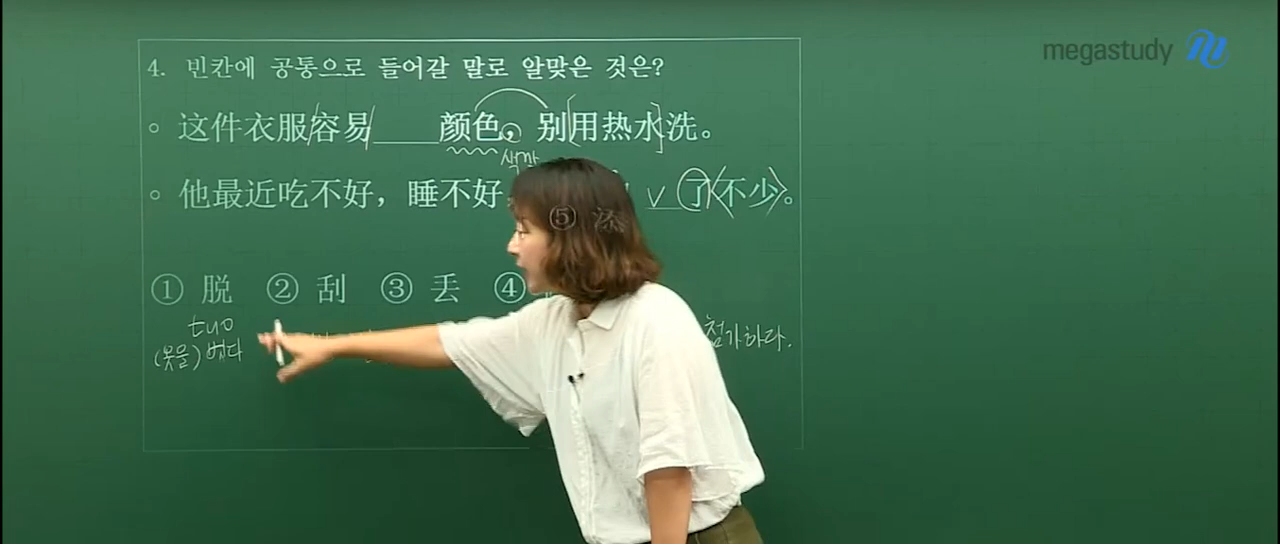 megastudy
4. 빈칸에 공통으로 들어갈 말로 알맞은 것은?
○ 这件衣服容易____颜色，别用热水洗。
색깔
○ 他最近吃不好，睡不好 v __了不少。
⑤ 添
① 脱 ② 刮 ③ 丢 ④
tuo
(옷을) 벗다 첨가하다.